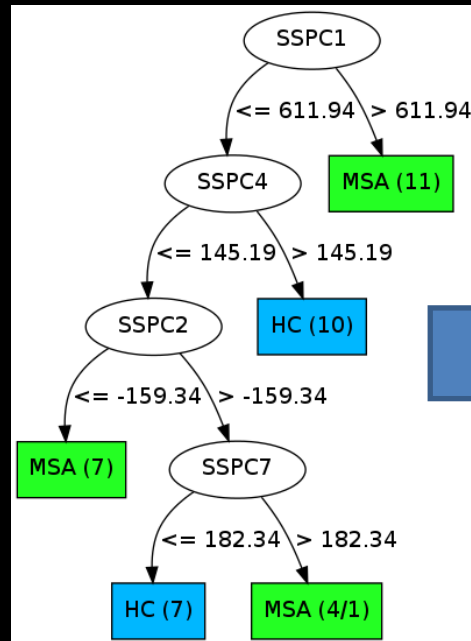 SSPC1
<= 611.94 > 611.94
SSPC4 MSA (11)
<= 145.19 > 145.19
SSPC2 HC (10)
<= -159.34 > -159.34
MSA (7) SSPC7
<= 182.34 > 182.34
HC (7) MSA (4/1)